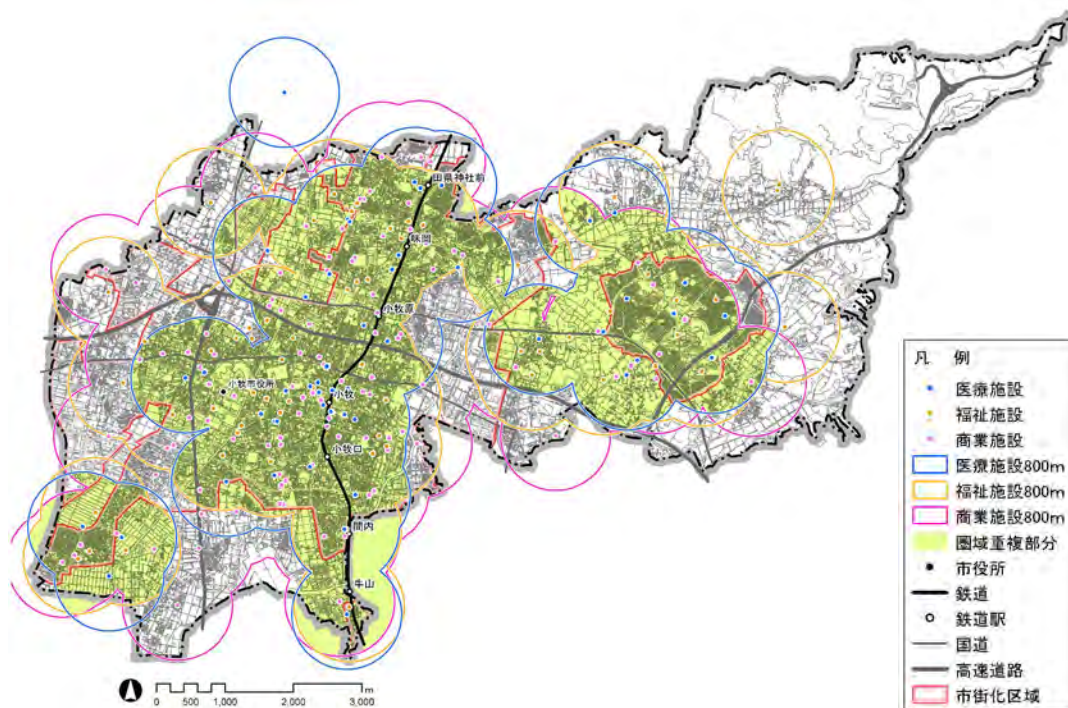 田県神社前
味岡
小牧原
小牧市役所
小牧
小牧口
間内
牛山
凡 例
医療施設
福祉施設
商業施設
医療施設800m
福祉施設800m
商業施設800m
圏域重複部分
市役所
鉄道
鉄道駅
国道
高速道路
市街化区域
0 500 1,000 2,000 3,000 m